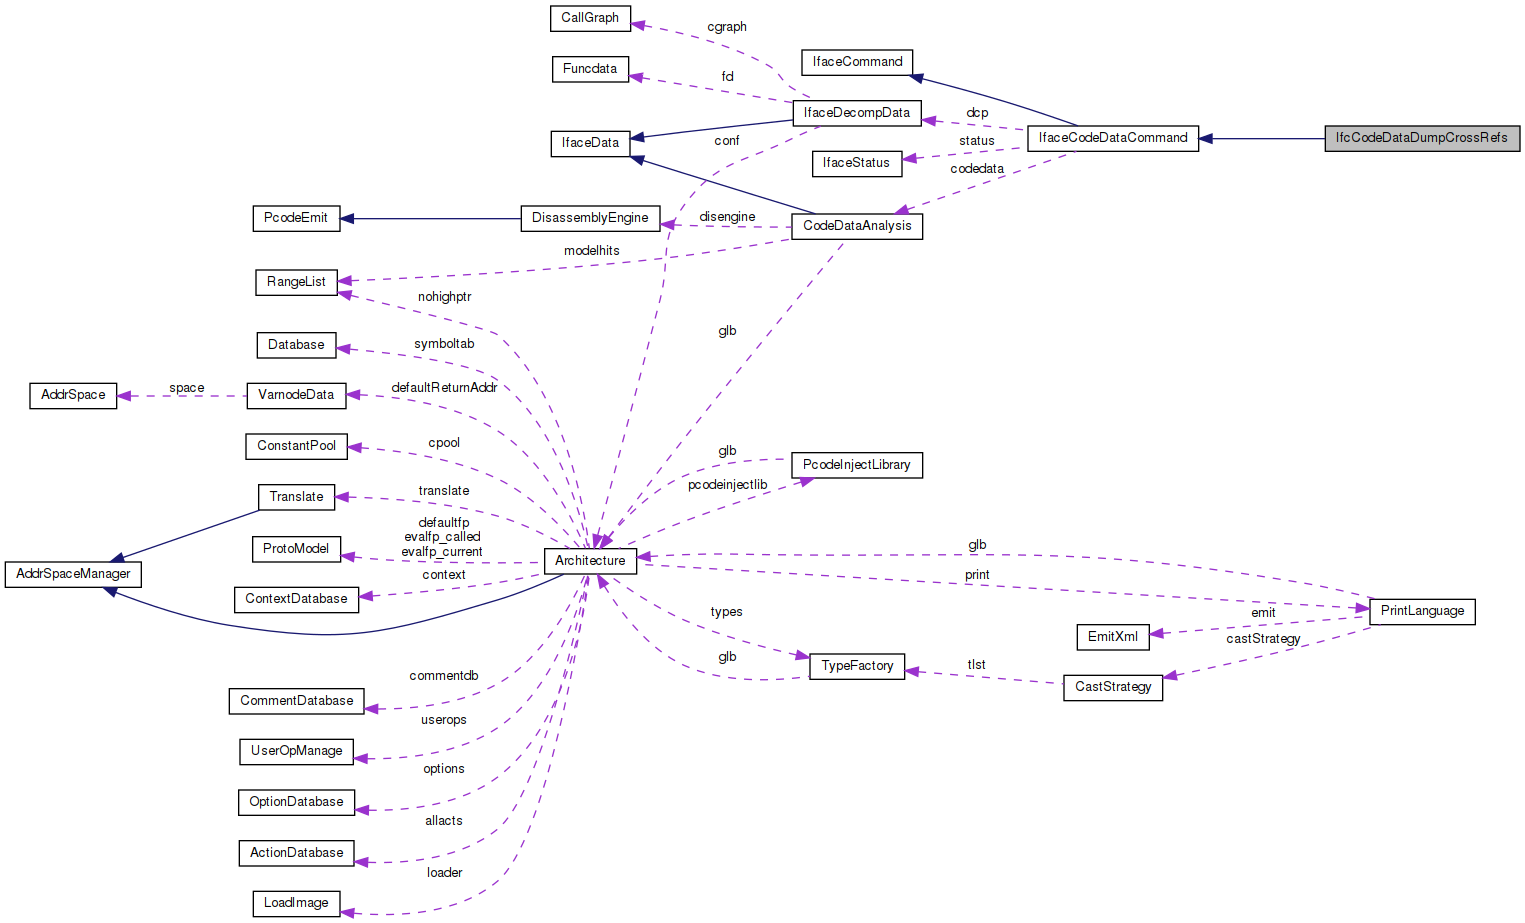 CallGraph
cgraph
IfaceCommand
Funcdata
fd
IfaceDecompData
dcp
IfaceData
conf
IfaceCodeDataCommand
IfcCodeDataDumpCrossRefs
status
IfaceStatus
codedata
PcodeEmit
DisassemblyEngine
disengine
CodeDataAnalysis
modelhits
RangeList
nohighptr
glb
Database
symboltab
AddrSpace
space
VarnodeData
defaultReturnAddr
ConstantPool
cpool
glb
PcodeInjectLibrary
Translate
translate
pcodeinjectlib
defaultfp
evalfp_called
evalfp_current
ProtoModel
AddrSpaceManager
Architecture
glb
context
print
ContextDatabase
types
emit
PrintLanguage
EmitXml
castStrategy
glb
TypeFactory
tlst
CastStrategy
commentdb
CommentDatabase
userops
UserOpManage
options
OptionDatabase
allacts
ActionDatabase
loader
LoadImage